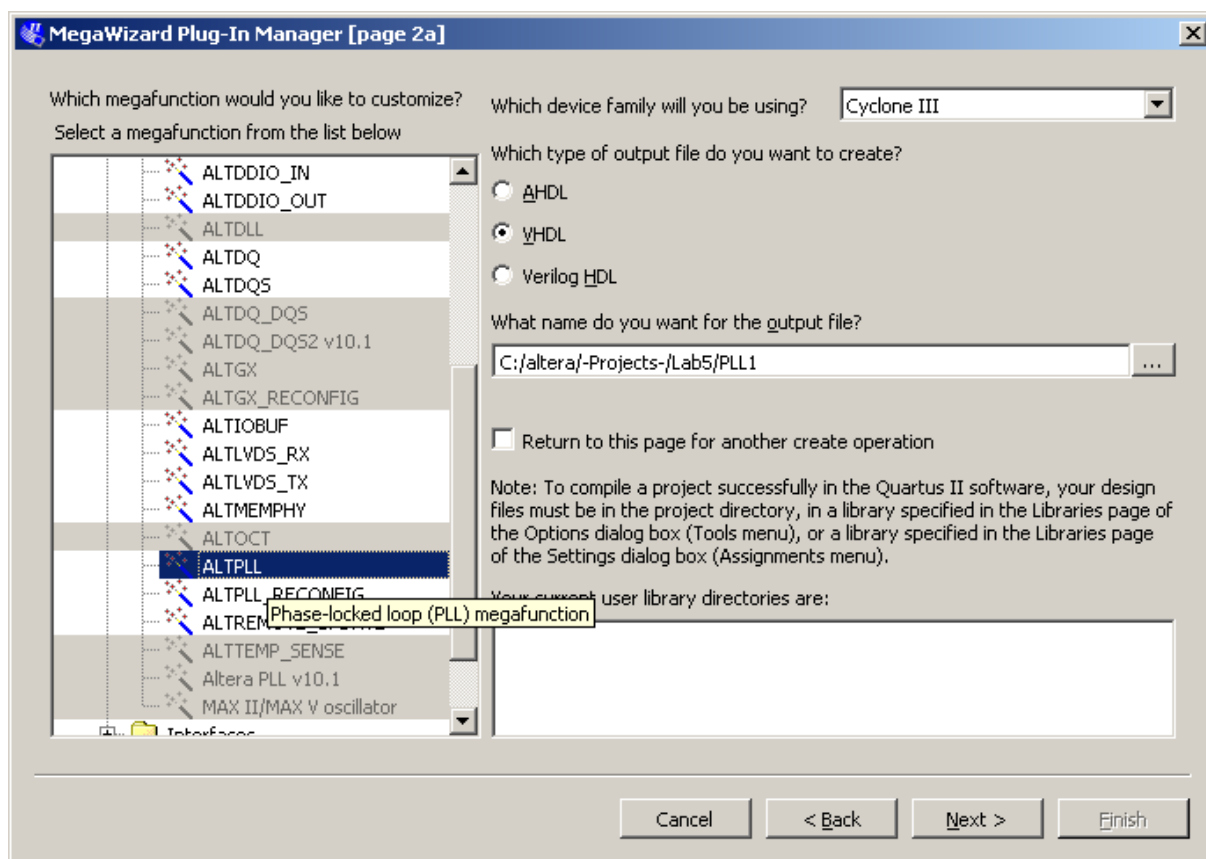 MegaWizard Plug-In Manager [page 2a]
Which megafunction would you like to customize?
Select a megafunction from the list below
ALTDDIO_IN
ALTDDIO_OUT
ALTDLL
ALTDQ
ALTDQS
ALTDQ_DQS
ALTDQ_DQS2 v10.1
ALTGX
ALTGX_RECONFIG
ALTIOBUF
ALTLVDS_RX
ALTLVDS_TX
ALTMEMPHY
ALTOCT
ALTPLL
ALTPLL_RECONFIG
Phase-locked loop (PLL) megafunction
ALTTEMP_SENSE
Altera PLL v10.1
MAX II/MAX V oscillator
Interfaces
Which device family will you be using?
Cyclone III
Which type of output file do you want to create?
AHDL
VHDL
Verilog HDL
What name do you want for the output file?
C:/altera/-Projects-/Lab5/PLL1
...
Return to this page for another create operation
Note: To compile a project successfully in the Quartus II software, your design
files must be in the project directory, in a library specified in the Libraries page of
the Options dialog box (Tools menu), or a library specified in the Libraries page
of the Settings dialog box (Assignments menu).
Your current user library directories are:
Cancel
< Back
Next >
Finish